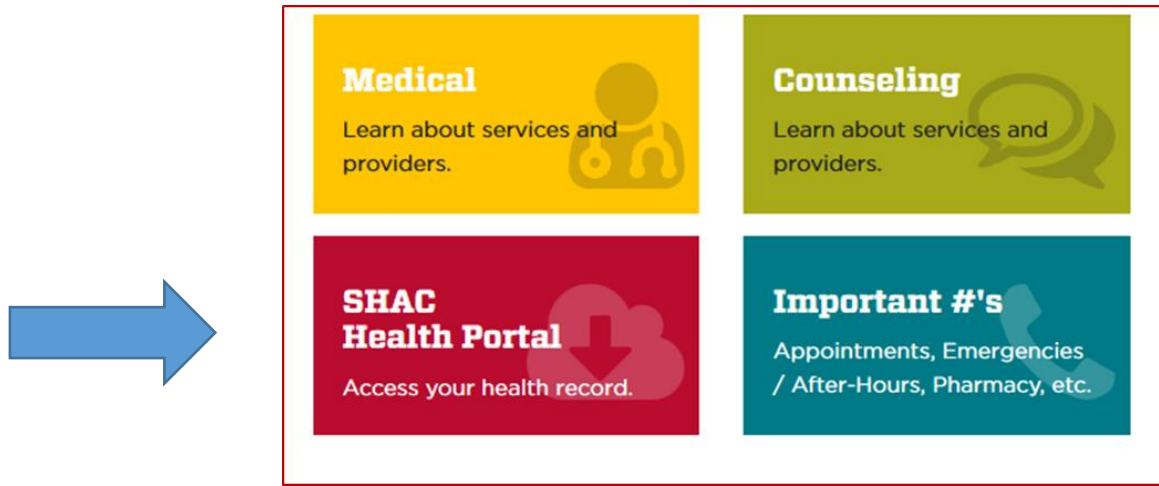 Medical
Learn about services and
providers.
Counseling
Learn about services and
providers.
SHAC
Health Portal
Access your health record.
Important #'s
Appointments, Emergencies
/ After-Hours, Pharmacy, etc.